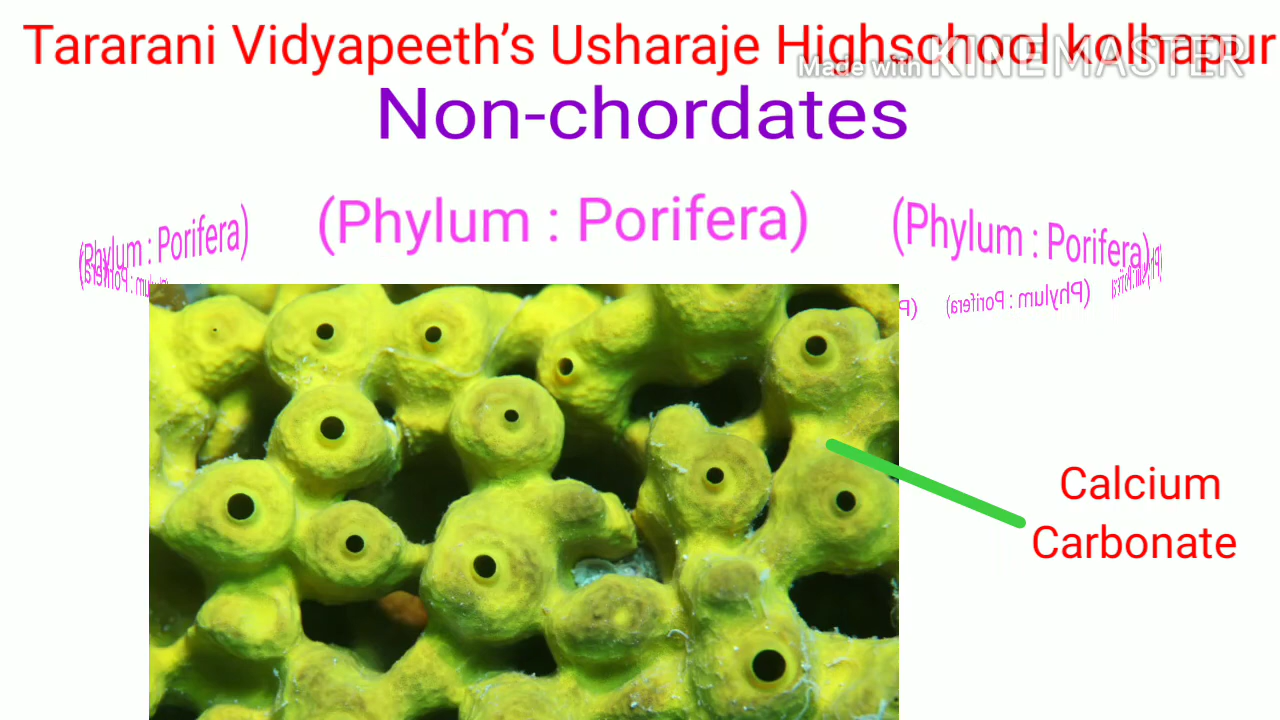 Tararani Vidyapeeth’s Usharaje Highschool kolhapur
Made with KINEMASTER
Non-chordates
(Phylum : Porifera)
(Phylum : Porifera)
(Phylum : Porifera)
(Phylum : Porifera)
Calcium
Carbonate